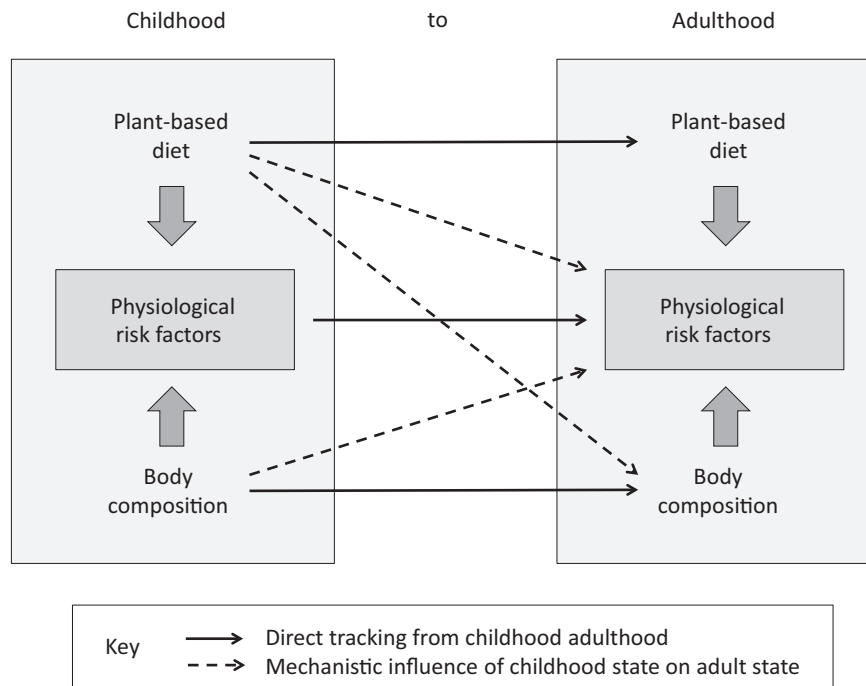 Childhood to Adulthood
Plant-based
diet
Plant-based
diet
Physiological
risk factors
Physiological
risk factors
Body
composition
Body
composition
Key
Direct tracking from childhood adulthood
Mechanistic influence of childhood state on adult state